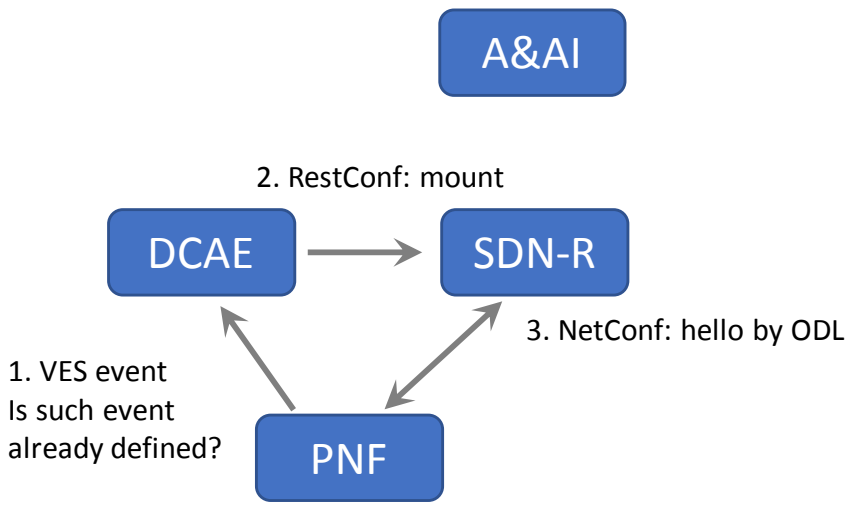 A&AI
2. RestConf: mount
DCAE
SDN-R
3. NetConf: hello by ODL
1. VES event
Is such event
already defined?
PNF